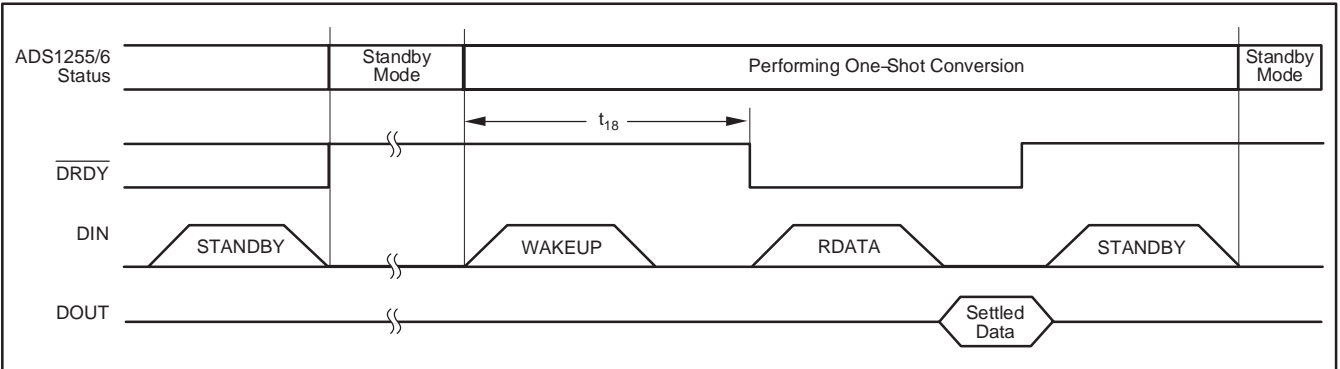 ADS1255/6
Status
Standby
Mode
Performing One-Shot Conversion
Standby
Mode
t18
DRDY
DIN
STANDBY
WAKEUP
RDATA
STANDBY
DOUT
Settled
Data